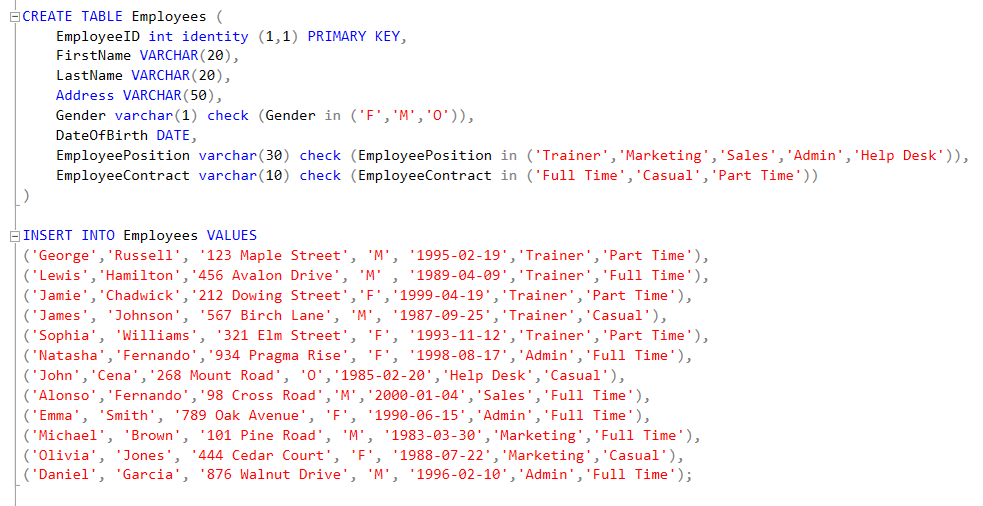 CREATE TABLE Employees (
EmployeeID int identity (1,1) PRIMARY KEY,
FirstName VARCHAR(20),
LastName VARCHAR(20),
Address VARCHAR(50),
Gender varchar(1) check (Gender in ('F','M','O')),
DateOfBirth DATE,
EmployeePosition varchar(30) check (EmployeePosition in ('Trainer','Marketing','Sales','Admin','Help Desk')),
EmployeeContract varchar(10) check (EmployeeContract in ('Full Time','Casual','Part Time'))
)
INSERT INTO Employees VALUES
('George','Russell', '123 Maple Street', 'M', '1995-02-19','Trainer','Part Time'),
('Lewis','Hamilton','456 Avalon Drive', 'M' , '1989-04-09','Trainer','Full Time'),
('Jamie','Chadwick','212 Dowing Street','F','1999-04-19','Trainer','Part Time'),
('James', 'Johnson', '567 Birch Lane', 'M', '1987-09-25','Trainer','Casual'),
('Sophia', 'Williams', '321 Elm Street', 'F', '1993-11-12','Trainer','Part Time'),
('Natasha','Fernando','934 Pragma Rise', 'F', '1998-08-17','Admin','Full Time'),
('John','Cena','268 Mount Road', 'O','1985-02-20','Help Desk','Casual'),
('Alonso','Fernando','98 Cross Road','M','2000-01-04','Sales','Full Time'),
('Emma', 'Smith', '789 Oak Avenue', 'F', '1990-06-15','Admin','Full Time'),
('Michael', 'Brown', '101 Pine Road', 'M', '1983-03-30','Marketing','Full Time'),
('Olivia', 'Jones', '444 Cedar Court', 'F', '1988-07-22','Marketing','Casual'),
('Daniel', 'Garcia', '876 Walnut Drive', 'M', '1996-02-10','Admin','Full Time');